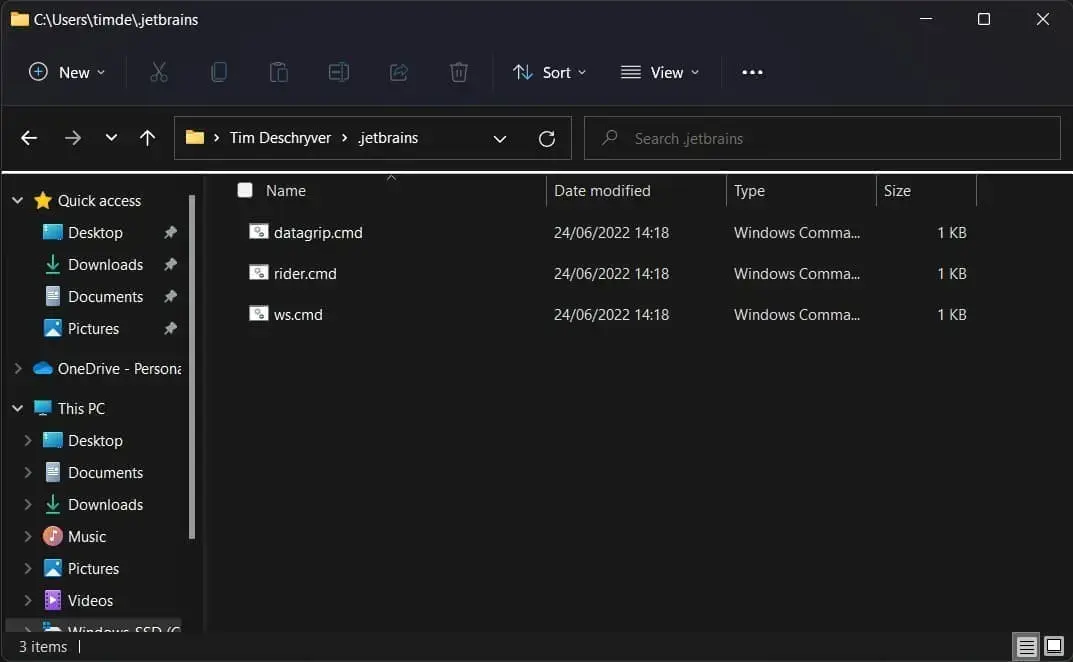 C:\Users\timde\.jetbrains
New Sort View
Tim Deschryver .jetbrains Search .jetbrains
Name Date modified Type Size
Quick access
Desktop
Downloads
Documents
Pictures
OneDrive - Persona
This PC
Desktop
Documents
Downloads
Music
Pictures
Videos
Windows-SSD (C
datagrip.cmd 24/06/2022 14:18 Windows Comma... 1 KB
rider.cmd 24/06/2022 14:18 Windows Comma... 1 KB
ws.cmd 24/06/2022 14:18 Windows Comma... 1 KB
3 items